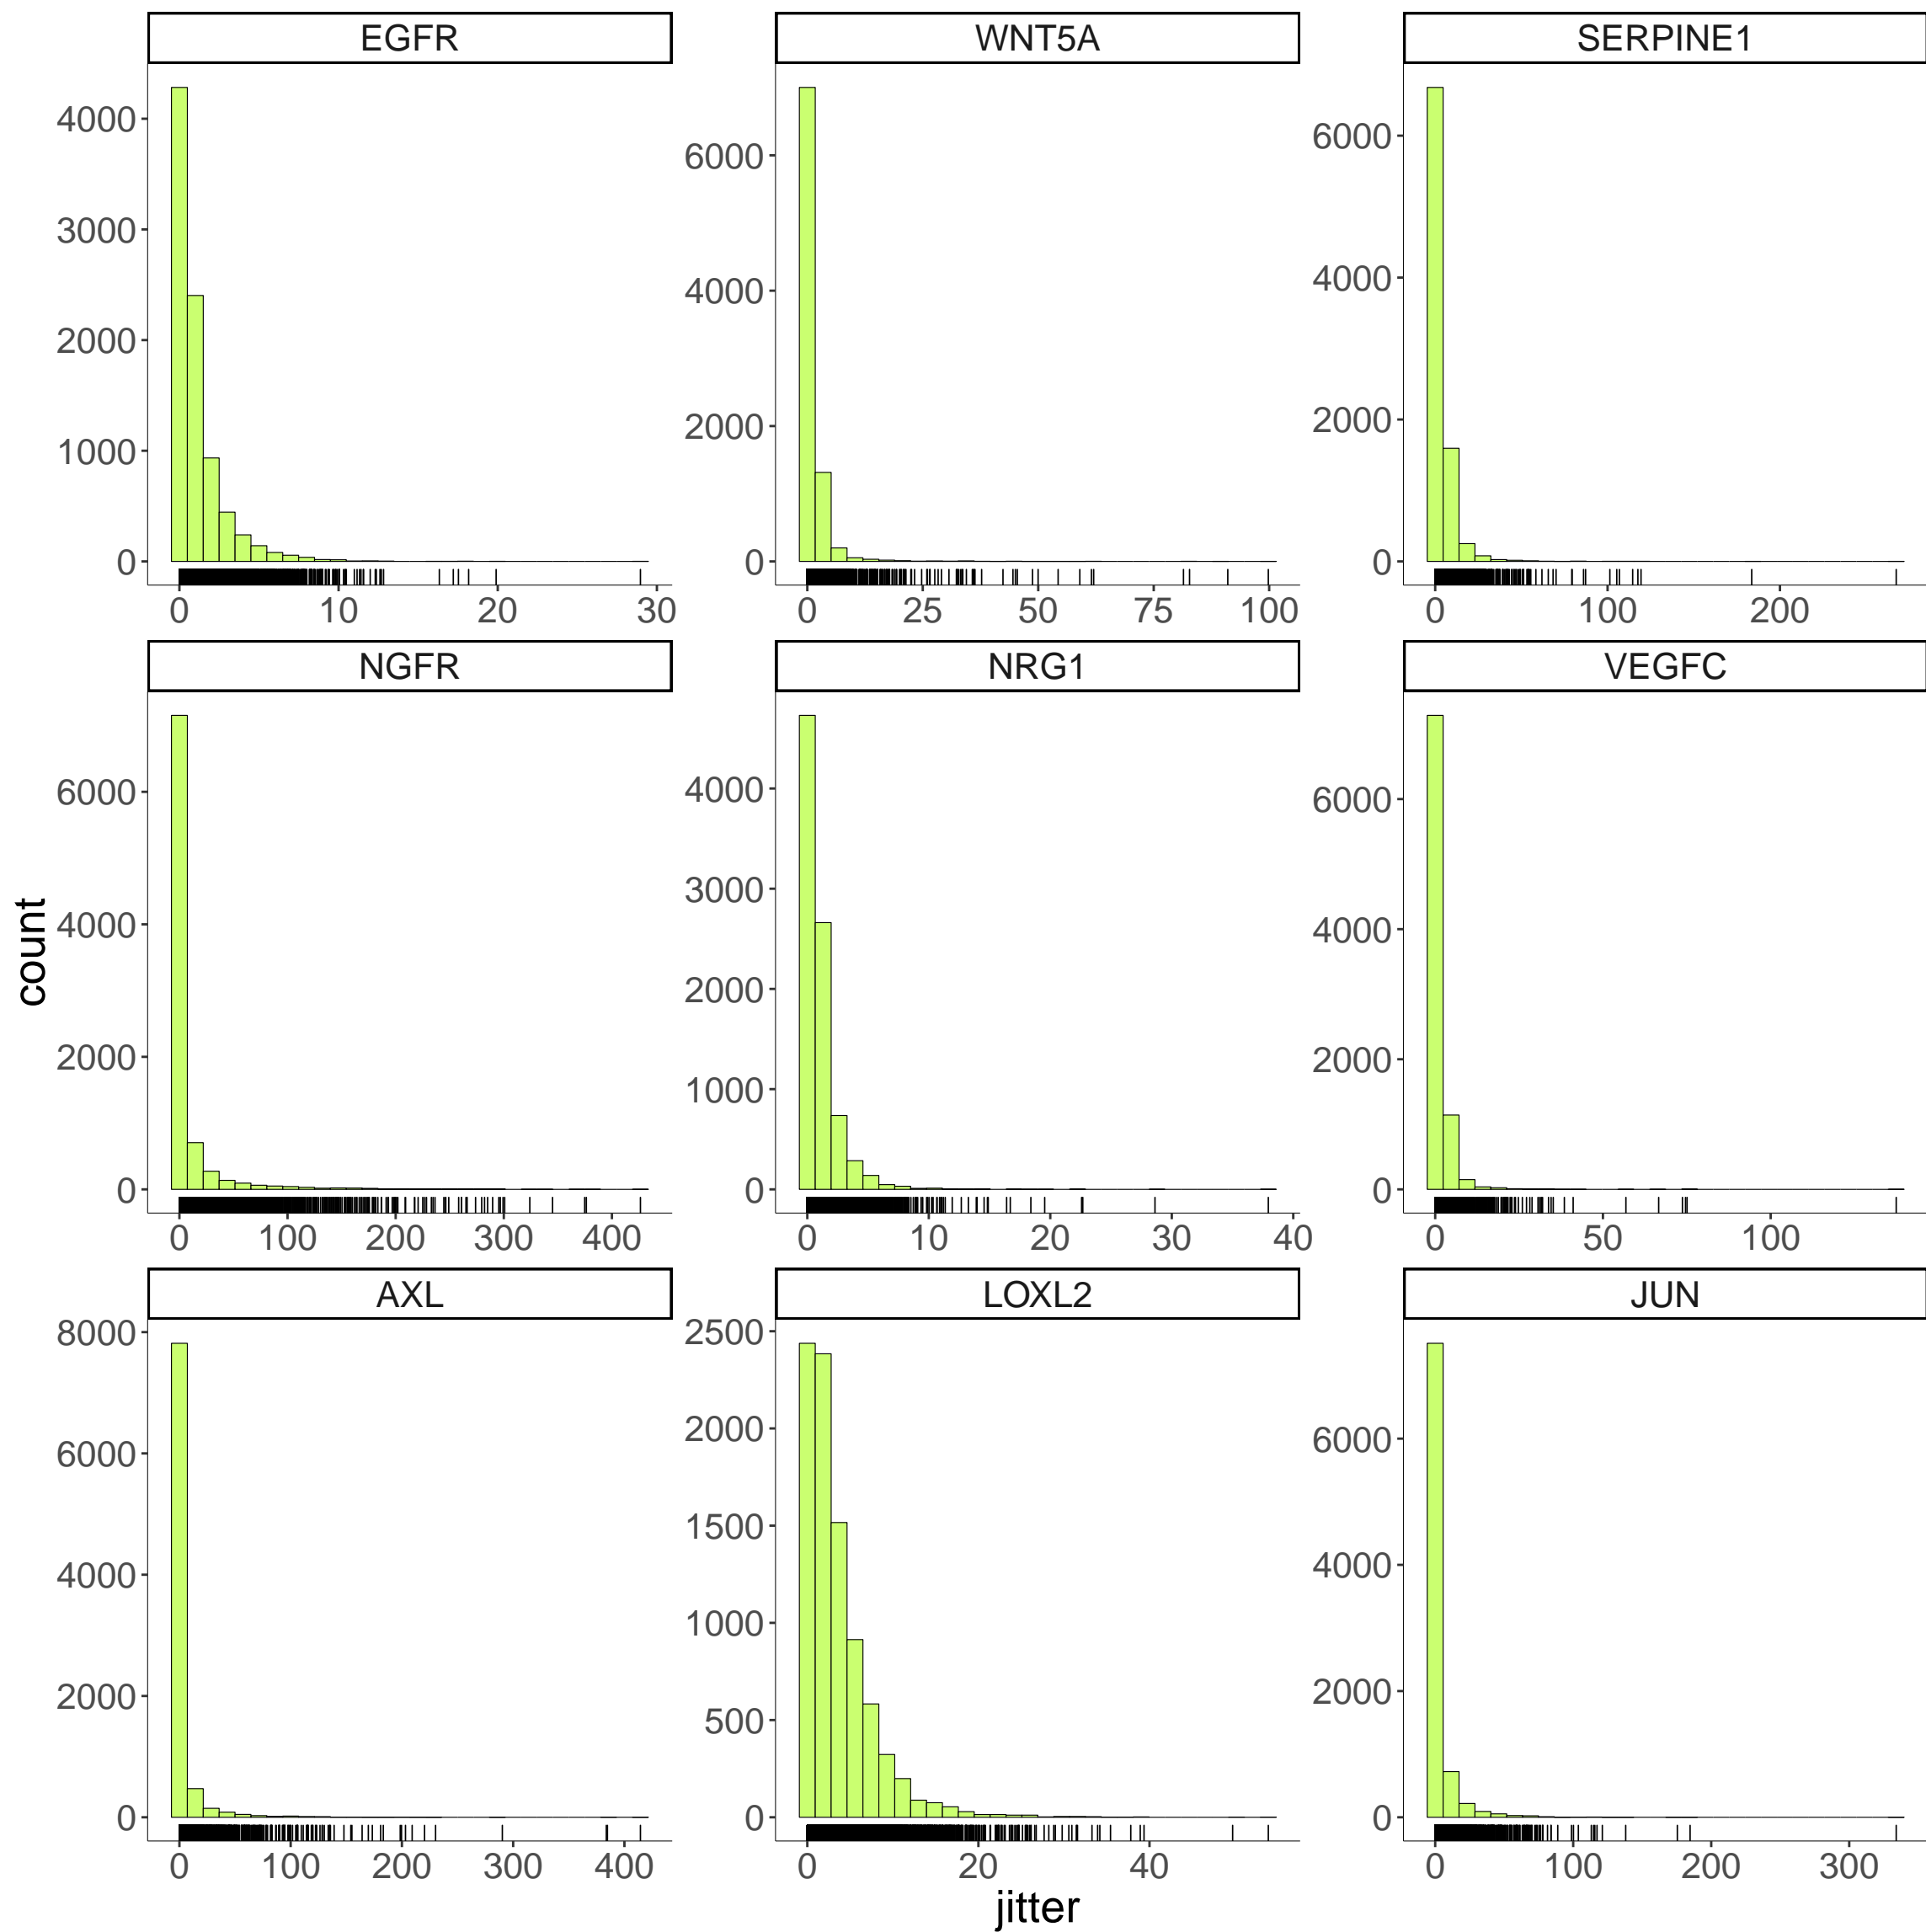 EGFR WNT5A SERPINE1
4000 3000 2000 1000 0
0 10 20 30
6000 4000 2000 0
0 25 50 75 100
6000 4000 2000 0
0 100 200
NGFR NRG1 VEGFC
6000 4000 2000 0
0 100 200 300 400
4000 3000 2000 1000 0
0 10 20 30 40
6000 4000 2000 0
0 50 100
AXL LOXL2 JUN
8000 6000 4000 2000 0
0 100 200 300 400
2500 2000 1500 1000 500 0
0 20 40
6000 4000 2000 0
0 100 200 300
count
jitter